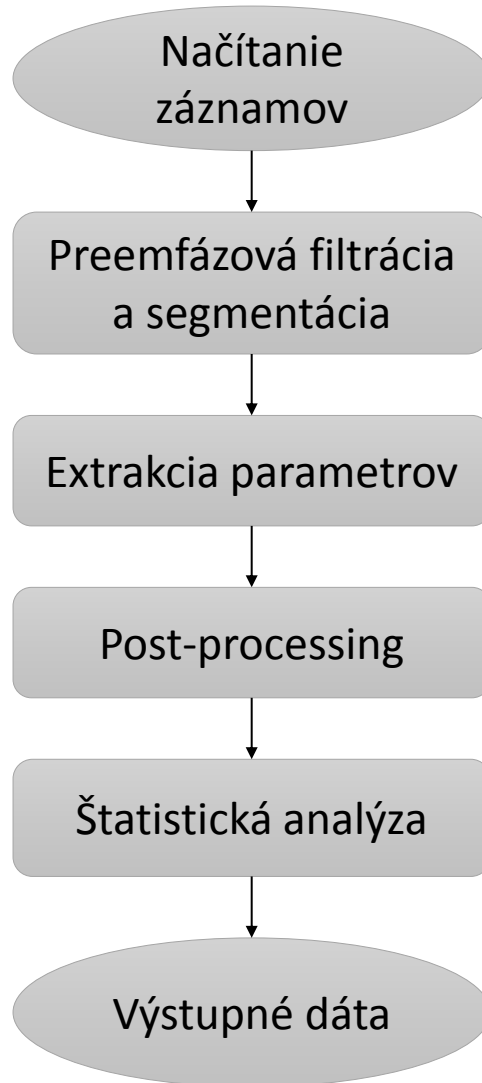 Načítanie
záznamov
Preemfázová filtrácia
a segmentácia
Extrakcia parametrov
Post-processing
Štatistická analýza
Výstupné dáta